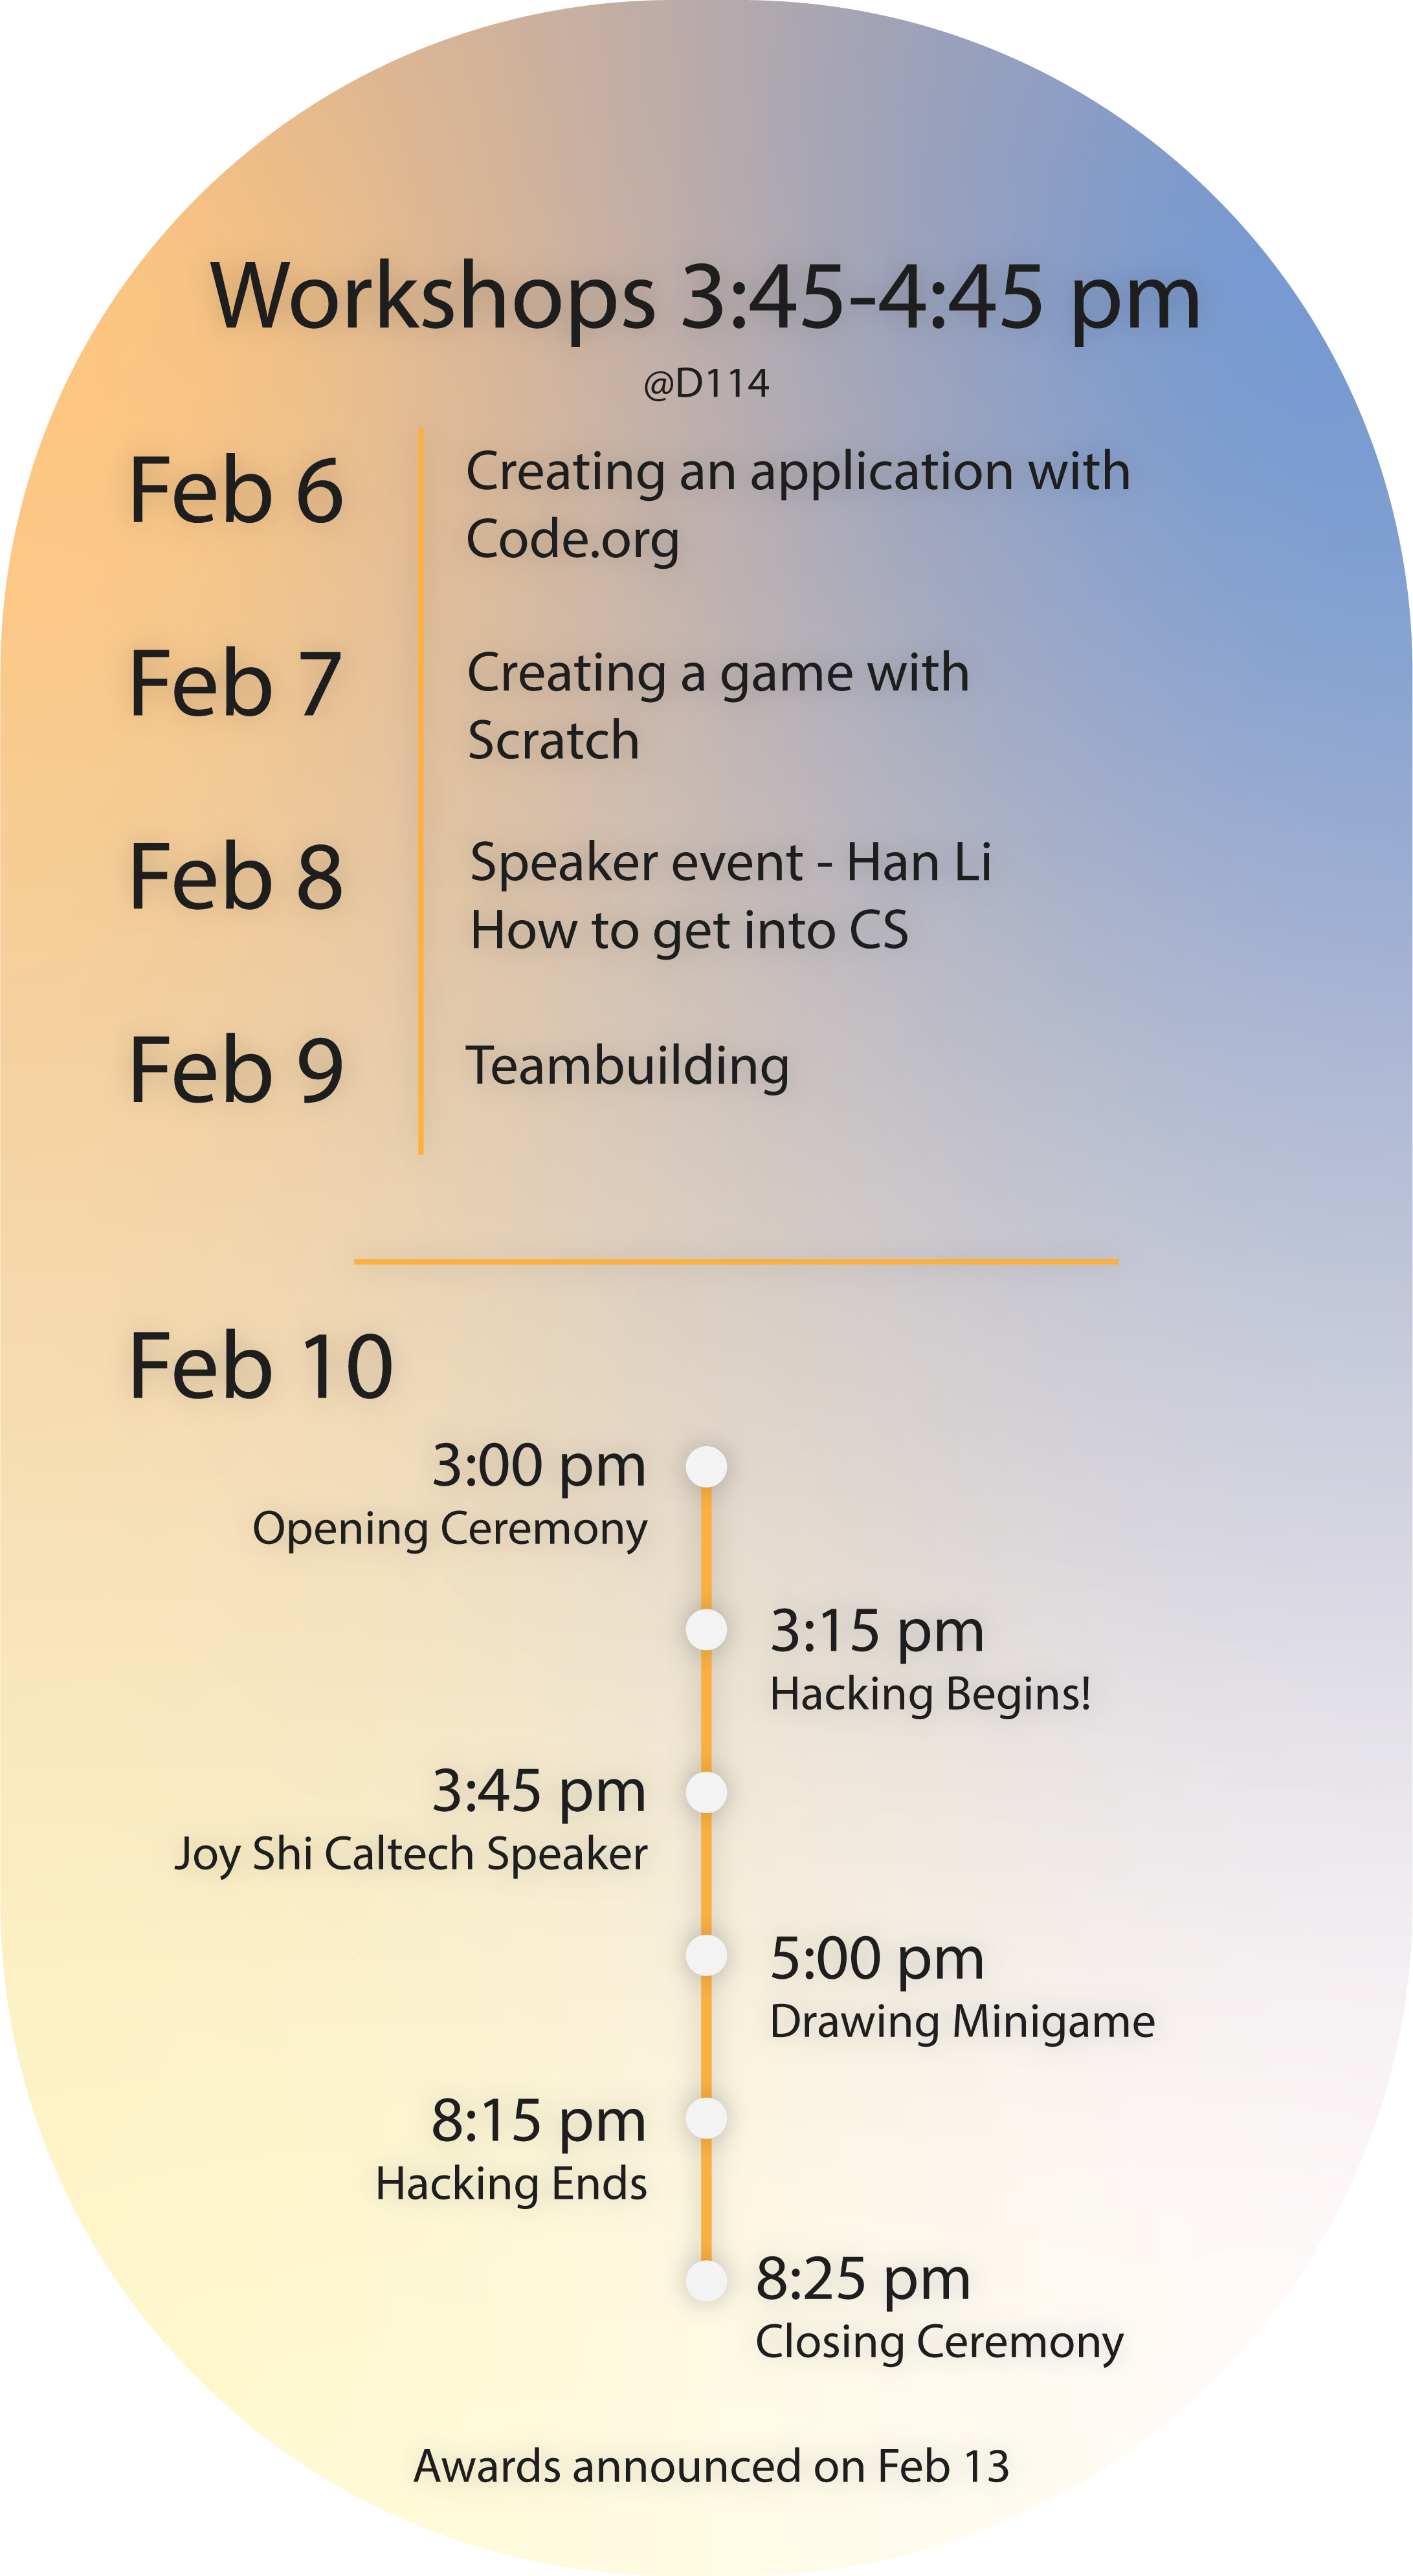 Workshops 3:45-4:45 pm
@D114
Feb 6
Creating an application with
Code.org
Feb 7
Creating a game with
Scratch
Feb 8
Speaker event - Han Li
How to get into CS
Feb 9
Teambuilding
Feb 10
3:00 pm
Opening Ceremony
3:15 pm
Hacking Begins!
3:45 pm
Joy Shi Caltech Speaker
5:00 pm
Drawing Minigame
8:15 pm
Hacking Ends
8:25 pm
Closing Ceremony
Awards announced on Feb 13